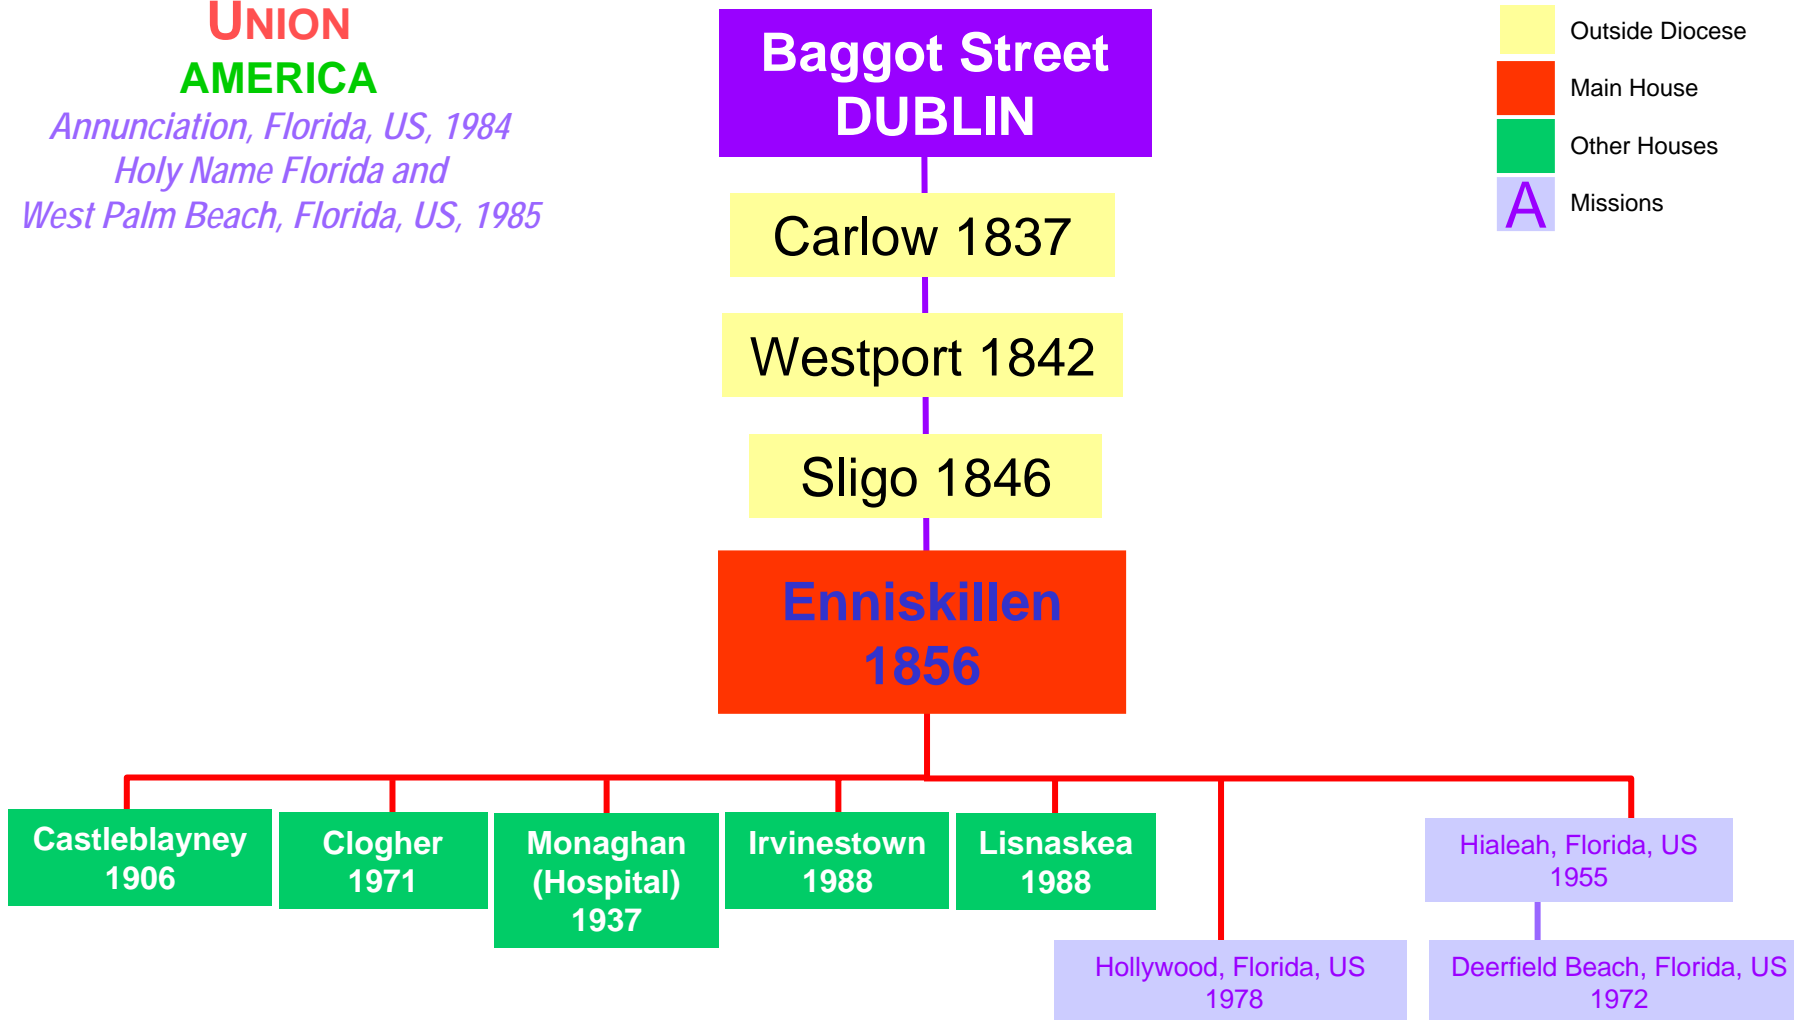 UNION
AMERICA
Annunciation, Florida, US, 1984
Holy Name Florida and
West Palm Beach, Florida, US, 1985
Baggot Street
DUBLIN
Outside Diocese
Main House
Other Houses
A Missions
Carlow 1837
Westport 1842
Sligo 1846
Enniskillen
1856
Castleblayney
1906
Clogher
1971
Monaghan
(Hospital)
1937
Irvinestown
1988
Lisnaskea
1988
Hialeah, Florida, US
1955
Hollywood, Florida, US
1978
Deerfield Beach, Florida, US
1972